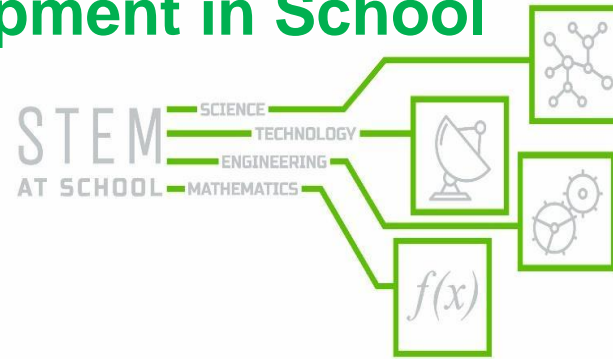 pment in School
SCIENCE
STEM
TECHNOLOGY
ENGINEERING
AT SCHOOL
MATHEMATICS
f(x)